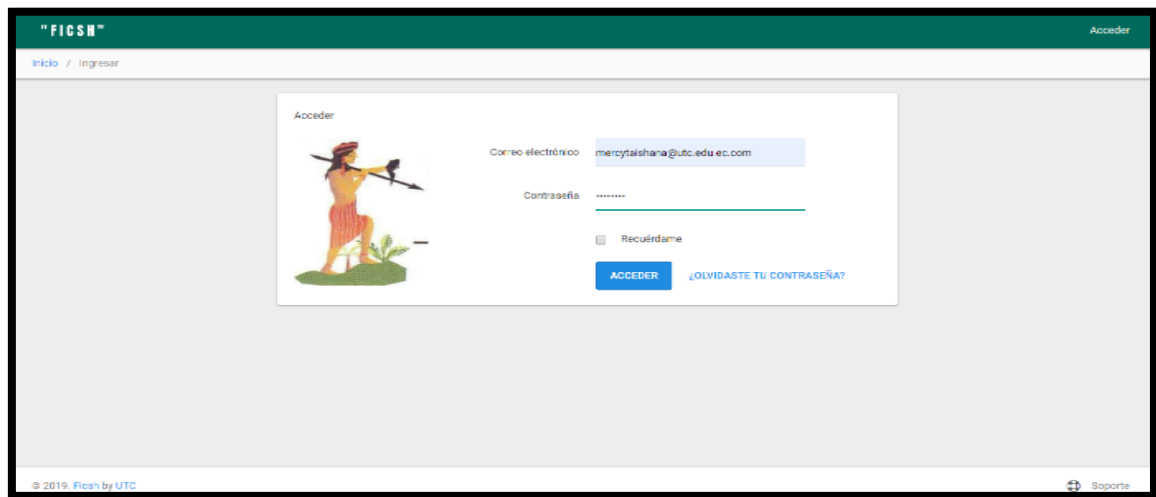 "FICSH" Acceder
Inicio / Ingresar
Acceder
Correo electrónico mercytaishana@utc.edu.ec.com
Contraseña ••••••••
Recuérdame
ACCEDER ¿OLVIDASTE TU CONTRASEÑA?
© 2019. Ficsh by UTC Soporte